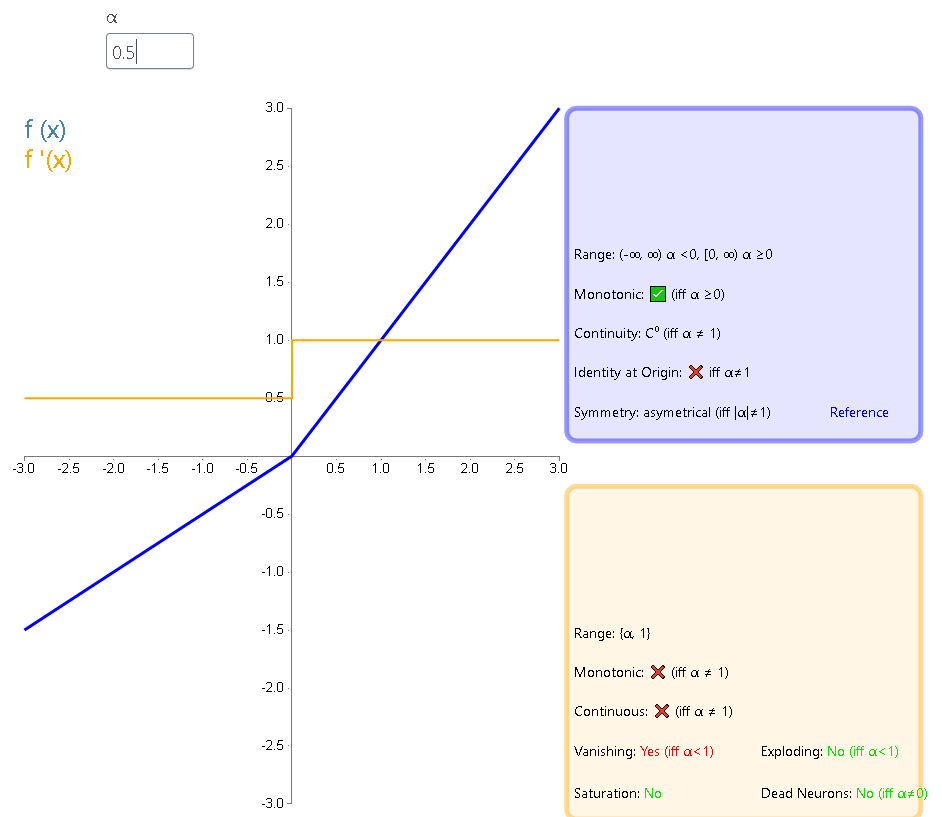 α
0.5
f (x)
f '(x)
3.0
2.5
2.0
1.5
1.0
0.5
-3.0 -2.5 -2.0 -1.5 -1.0 -0.5 0.5 1.0 1.5 2.0 2.5 3.0
-0.5
-1.0
-1.5
-2.0
-2.5
-3.0
Range: (-∞, ∞) α <0, [0, ∞) α ≥0
Monotonic: ✅ (iff α ≥0)
Continuity: C⁰ (iff α ≠ 1)
Identity at Origin: ❌ iff α≠1
Symmetry: asymetrical (iff |α|≠1) Reference
Range: {α, 1}
Monotonic: ❌ (iff α ≠ 1)
Continuous: ❌ (iff α ≠ 1)
Vanishing: Yes (iff α<1) Exploding: No (iff α<1)
Saturation: No Dead Neurons: No (iff α≠0)